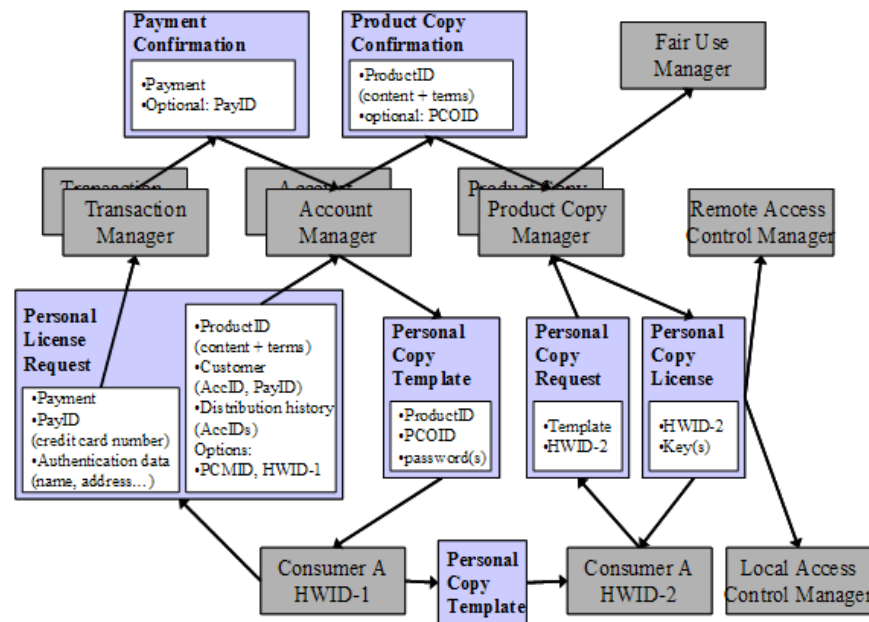 Payment
Confirmation
•Payment
•Optional: PayID
Product Copy
Confirmation
•ProductID
(content + terms)
•optional: PCOID
Fair Use
Manager
Transaction
Transaction
Manager
Account
Account
Manager
Product Copy
Product Copy
Manager
Remote Access
Control Manager
Personal
License
Request
•Payment
•PayID
(credit card number)
•Authentication data
(name, address...)
•ProductID
(content + terms)
•Customer
(AccID, PayID)
•Distribution history
(AccIDs)
Options:
•PCMID, HWID-1
Personal
Copy
Template
•ProductID
•PCOID
•password(s)
Personal
Copy
Request
•Template
•HWID-2
Personal
Copy
License
•HWID-2
•Key(s)
Consumer A
HWID-1
Personal
Copy
Template
Consumer A
HWID-2
Local Access
Control Manager